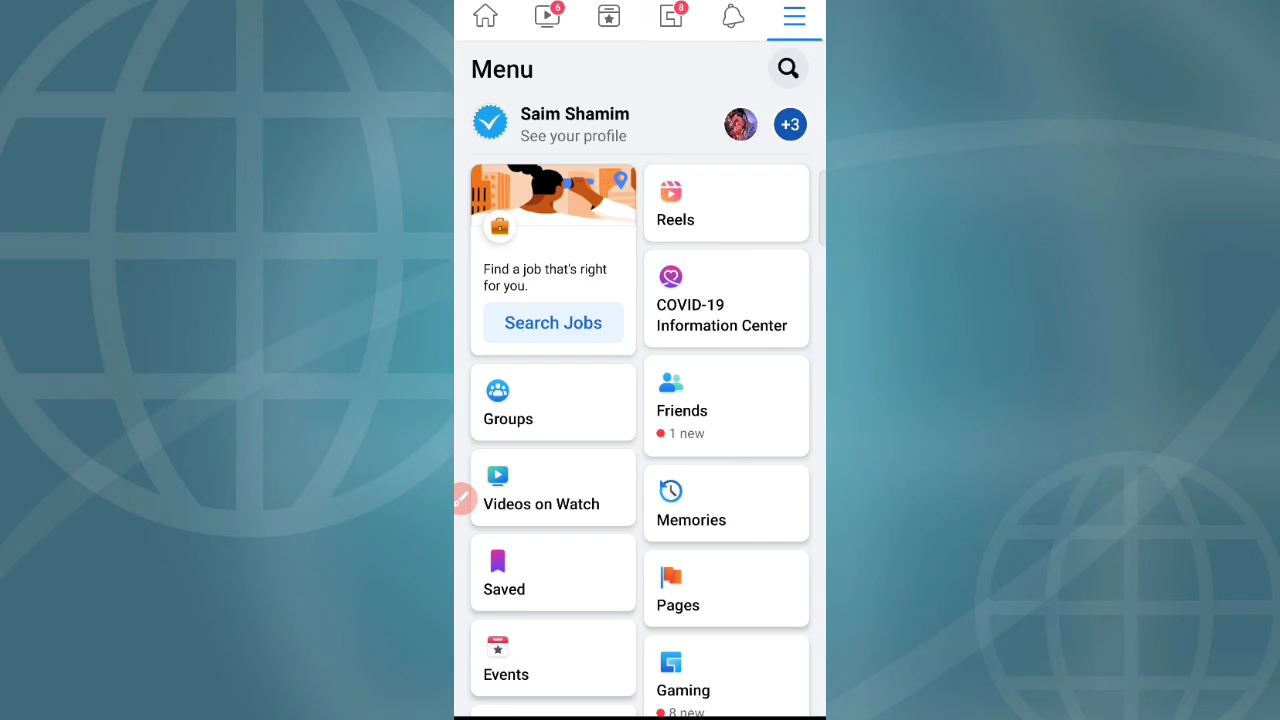 6
8
Menu
Saim Shamim
See your profile
+3
Find a job that's right
for you.
Search Jobs
Reels
COVID-19
Information Center
Groups
Friends
1 new
Videos on Watch
Memories
Saved
Pages
Events
Gaming
8 new